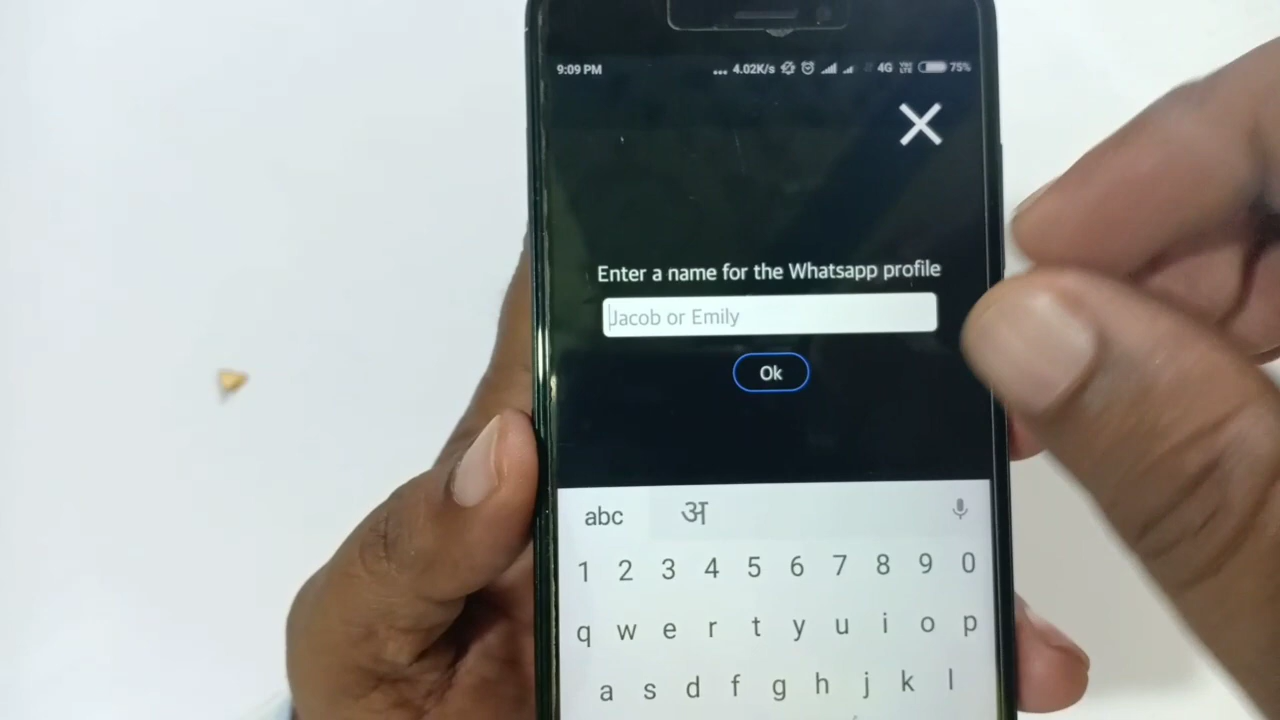 9:09 PM ... 4.02K/s 4G VoLTE 75%
Enter a name for the Whatsapp profile
Jacob or Emily
Ok
abc अ
1 2 3 4 5 6 7 8 9 0
q w e r t y u i o p
a s d f g h j k l